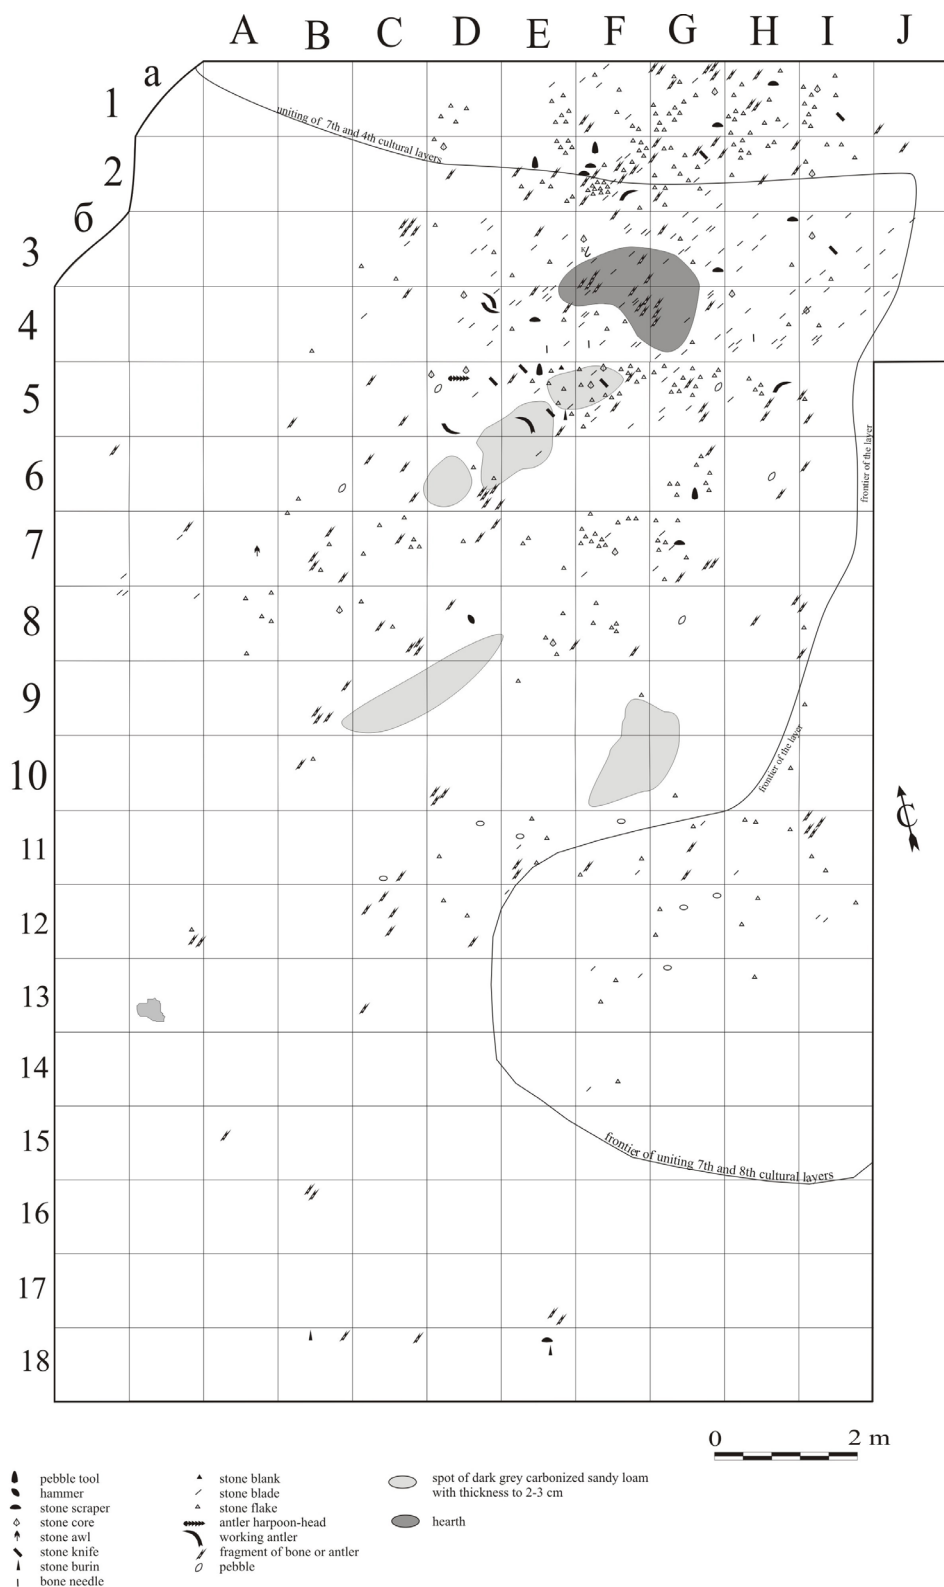 A B C D E F G H I J
а
1
uniting of 7th and 4th cultural layers
2
б
3
к
4
5
frontier of the layer
6
7
8
9
frontier of the layer
10
С
11
12
13
14
15
frontier of uniting 7th and 8th cultural layers
16
17
18
0 2 m
pebble tool
hammer
stone scraper
stone core
stone awl
stone knife
stone burin
bone needle
stone blank
stone blade
stone flake
antler harpoon-head
working antler
fragment of bone or antler
pebble
spot of dark grey carbonized sandy loam
with thickness to 2-3 cm
hearth